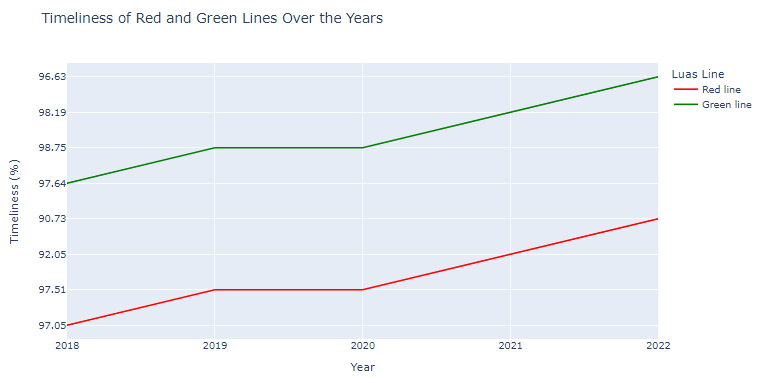 Timeliness of Red and Green Lines Over the Years
Luas Line
Red line
Green line
Timeliness (%)
96.63
98.19
98.75
97.64
90.73
92.05
97.51
97.05
2018 2019 2020 2021 2022
Year